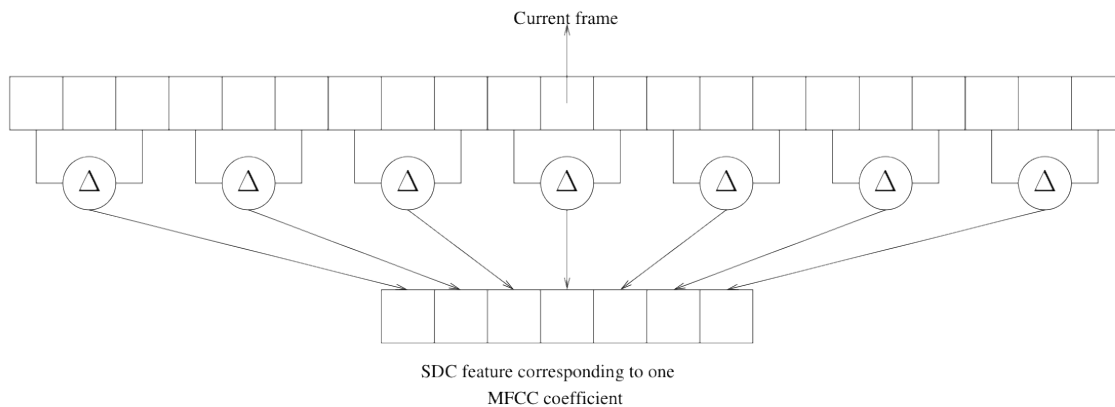 Current frame
Δ Δ Δ Δ Δ Δ Δ
SDC feature corresponding to one
MFCC coefficient